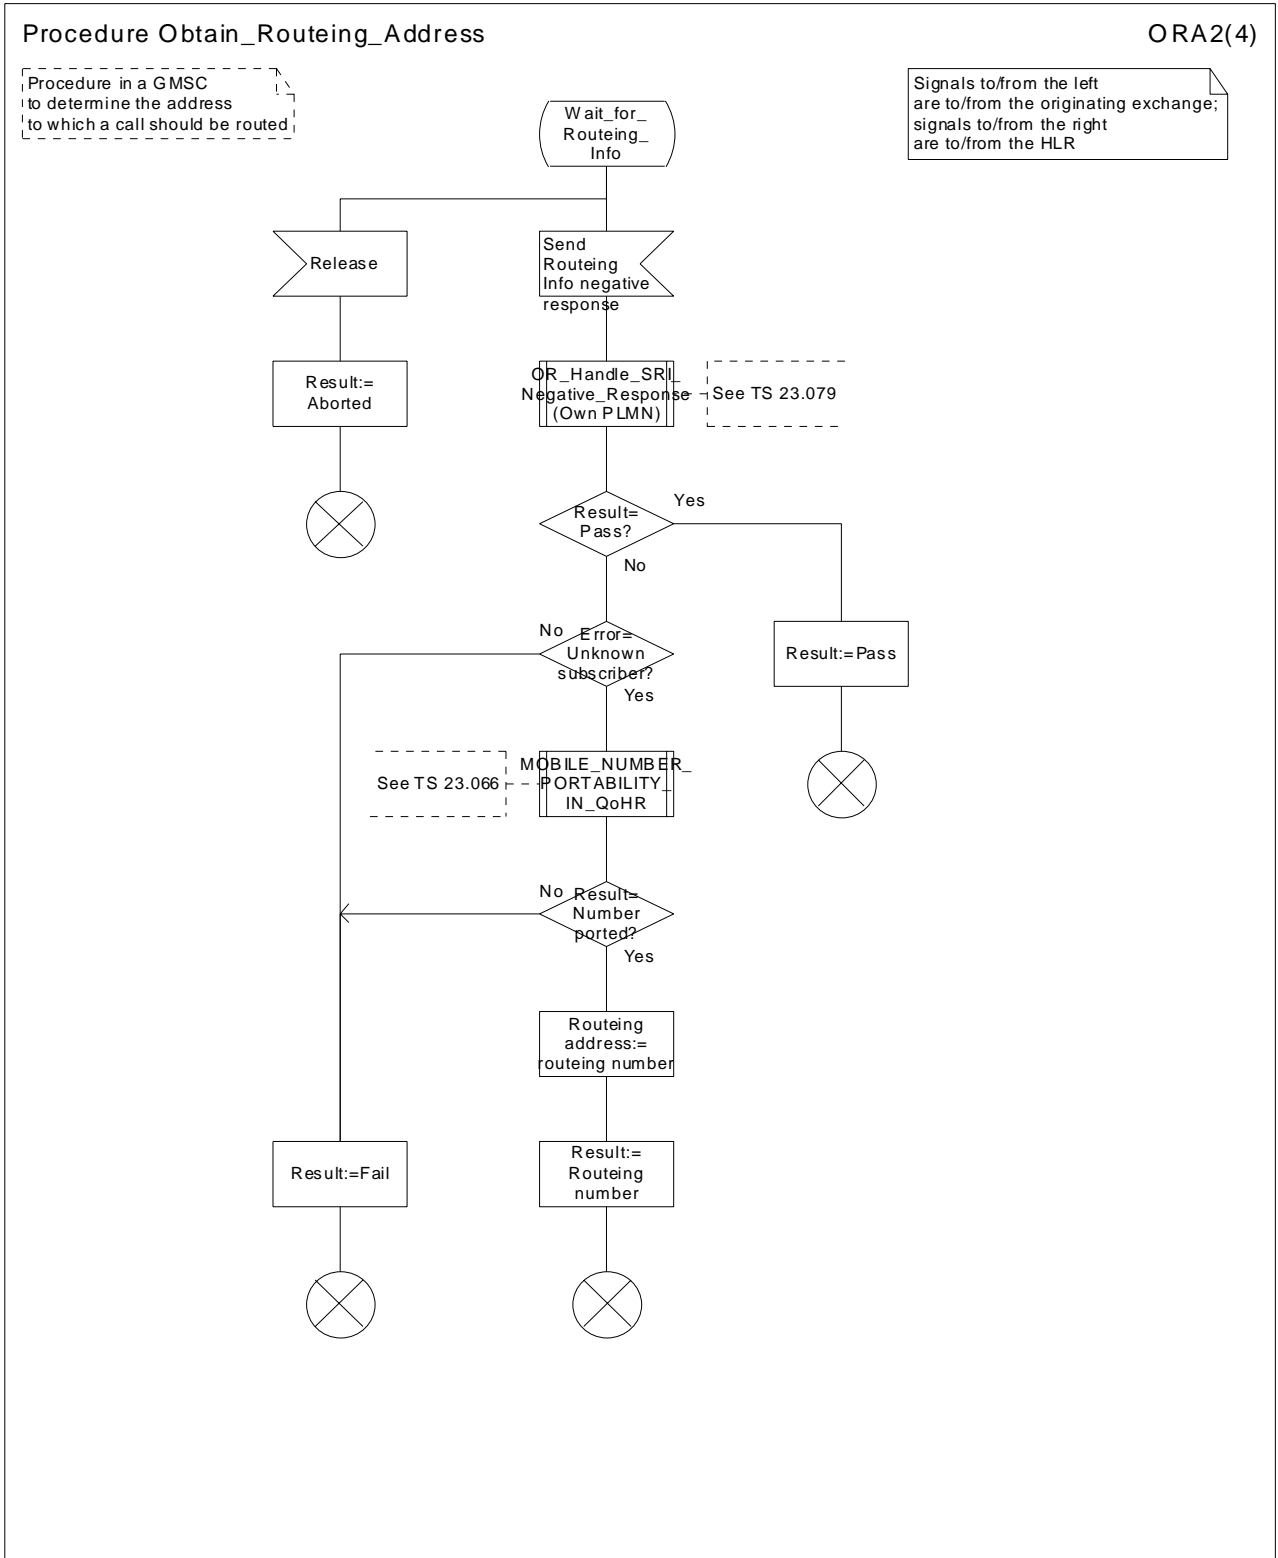 Procedure Obtain_Routeing_Address
ORA2(4)
Procedure in a GMSC
to determine the address
to which a call should be routed
Signals to/from the left
are to/from the originating exchange;
signals to/from the right
are to/from the HLR
Wait_for_
Routeing_
Info
Release
Send
Routeing
Info negative
response
Result:=
Aborted
OR_Handle_SRI_
Negative_Response
(Own PLMN)
See TS 23.079
Result=
Pass?
Yes
No
No
Error=
Unknown
subscriber?
Yes
Result:=Pass
See TS 23.066
MOBILE_NUMBER_
PORTABILITY_
IN_QoHR
No
Result=
Number
ported?
Yes
Routeing
address:=
routeing number
Result:=Fail
Result:=
Routeing
number